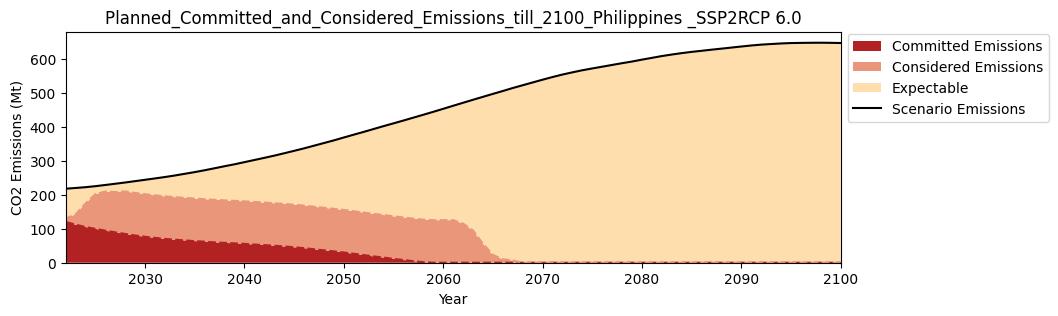 Planned_Committed_and_Considered_Emissions_till_2100_Philippines _SSP2RCP 6.0
Committed Emissions
Considered Emissions
Expectable
Scenario Emissions
CO2 Emissions (Mt)
600
500
400
300
200
100
0
2030 2040 2050 2060 2070 2080 2090 2100
Year